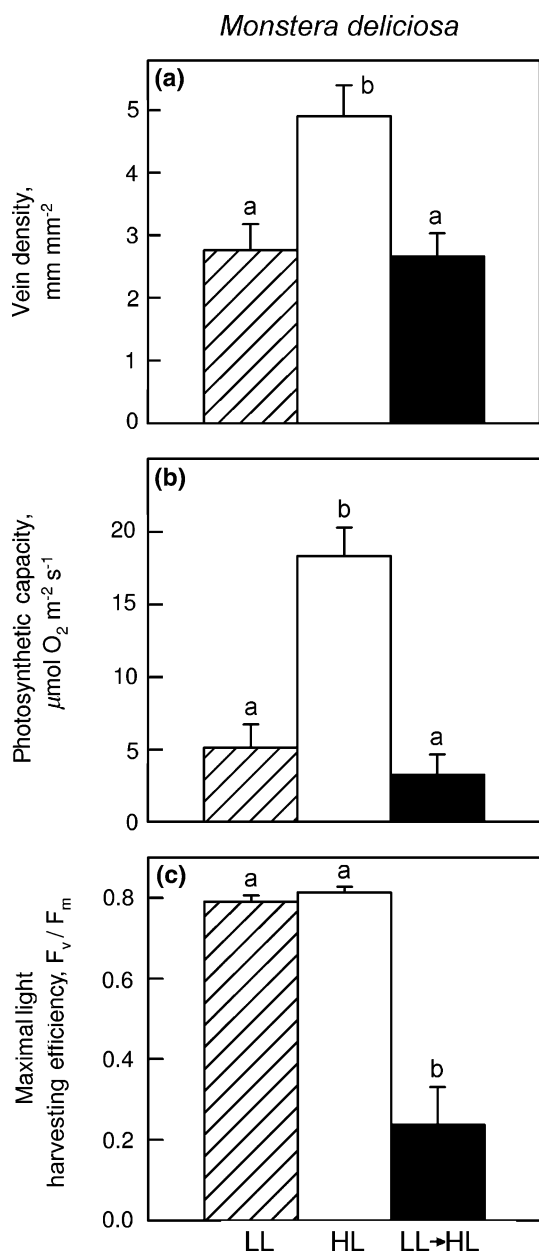 Monstera deliciosa
(a)
Vein density,
mm mm⁻²
5
4
3
2
1
0
a
b
a
(b)
Photosynthetic capacity,
µmol O₂ m⁻² s⁻¹
20
15
10
5
0
a
b
a
(c)
Maximal light
harvesting efficiency, Fᵥ / Fₘ
0.8
0.6
0.4
0.2
0.0
a
a
b
LL HL LL→HL